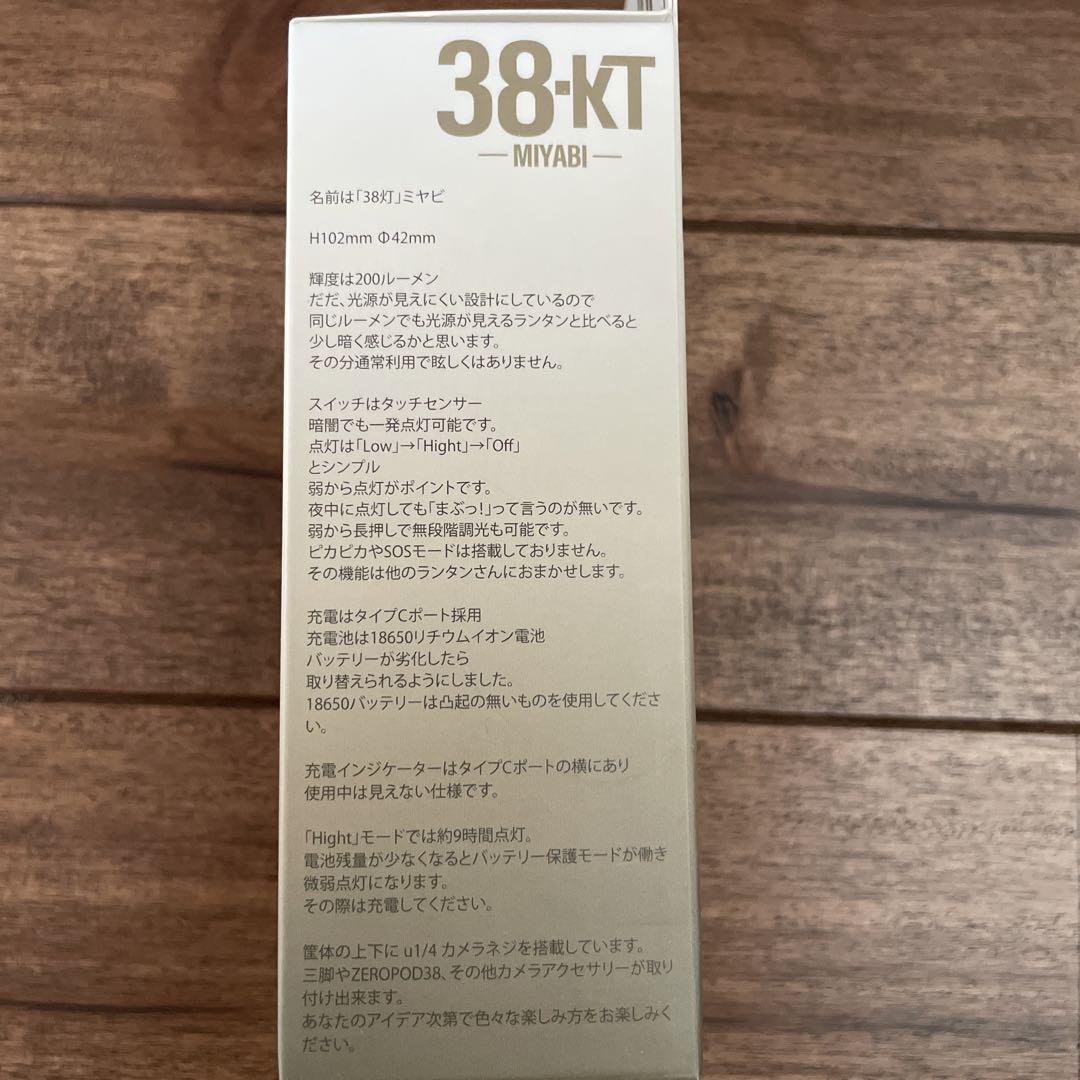 38・KT
MIYABI
名前は「38灯」ミヤビ
H102mm Φ42mm
輝度は200ルーメン
だだ、光源が見えにくい設計にしているので
同じルーメンでも光源が見えるランタンと比べると
少し暗く感じるかと思います。
その分通常利用で眩しくはありません。
スイッチはタッチセンサー
暗闇でも一発点灯可能です。
点灯は「Low」→「Hight」→「Off」
とシンプル
弱から点灯がポイントです。
夜中に点灯しても「まぶっ!」って言うのが無いです。
弱から長押しで無段階調光も可能です。
ピカピカやSOSモードは搭載しておりません。
その機能は他のランタンさんにおまかせします。
充電はタイプCポート採用
充電池は18650リチウムイオン電池
バッテリーが劣化したら
取り替えられるようにしました。
18650バッテリーは凸起の無いものを使用してくださ
い。
充電インジケーターはタイプCポートの横にあり
使用中は見えない仕様です。
「Hight」モードでは約9時間点灯。
電池残量が少なくなるとバッテリー保護モードが働き
微弱点灯になります。
その際は充電してください。
筐体の上下に u1/4 カメラネジを搭載しています。
三脚やZEROPOD38、その他カメラアクセサリーが取り
付け出来ます。
あなたのアイデア次第で色々な楽しみ方をお楽しみく
ださい。